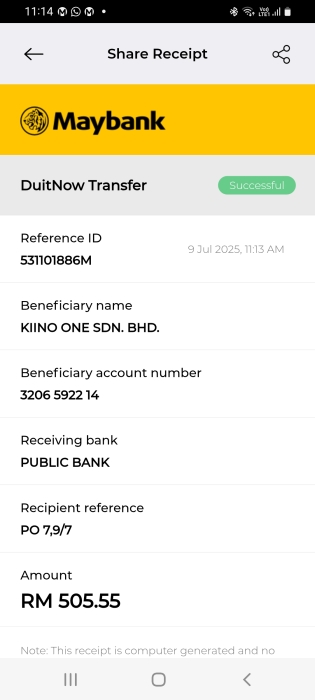 11:14
Share Receipt
Maybank
DuitNow Transfer
Successful
Reference ID
9 Jul 2025, 11:13 AM
531101886M
Beneficiary name
KIINO ONE SDN. BHD.
Beneficiary account number
3206 5922 14
Receiving bank
PUBLIC BANK
Recipient reference
PO 7,9/7
Amount
RM 505.55
Note: This receipt is computer generated and no